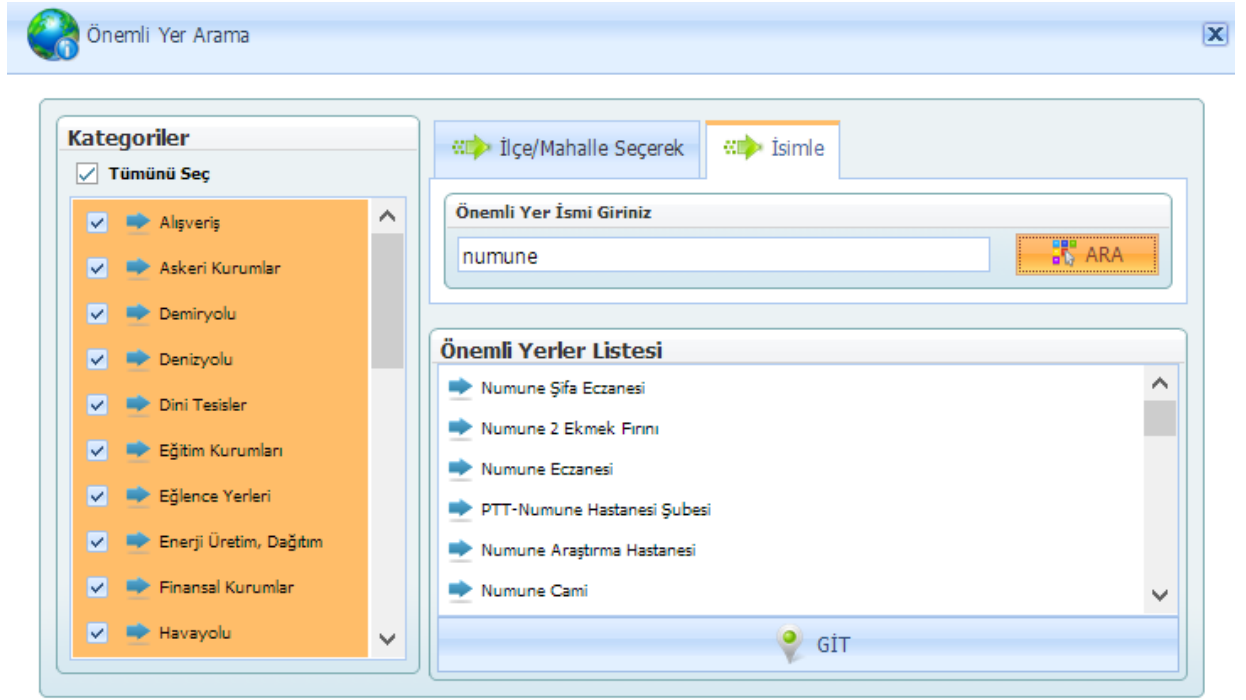 Önemli Yer Arama
Kategoriler
Tümünü Seç
Alışveriş
Askeri Kurumlar
Demiryolu
Denizyolu
Dini Tesisler
Eğitim Kurumları
Eğlence Yerleri
Enerji Üretim, Dağıtım
Finansal Kurumlar
Havayolu
İlçe/Mahalle Seçerek
İsimle
Önemli Yer İsmi Giriniz
numune
ARA
Önemli Yerler Listesi
Numune Şifa Eczanesi
Numune 2 Ekmek Fırını
Numune Eczanesi
PTT-Numune Hastanesi Şubesi
Numune Araştırma Hastanesi
Numune Cami
GİT